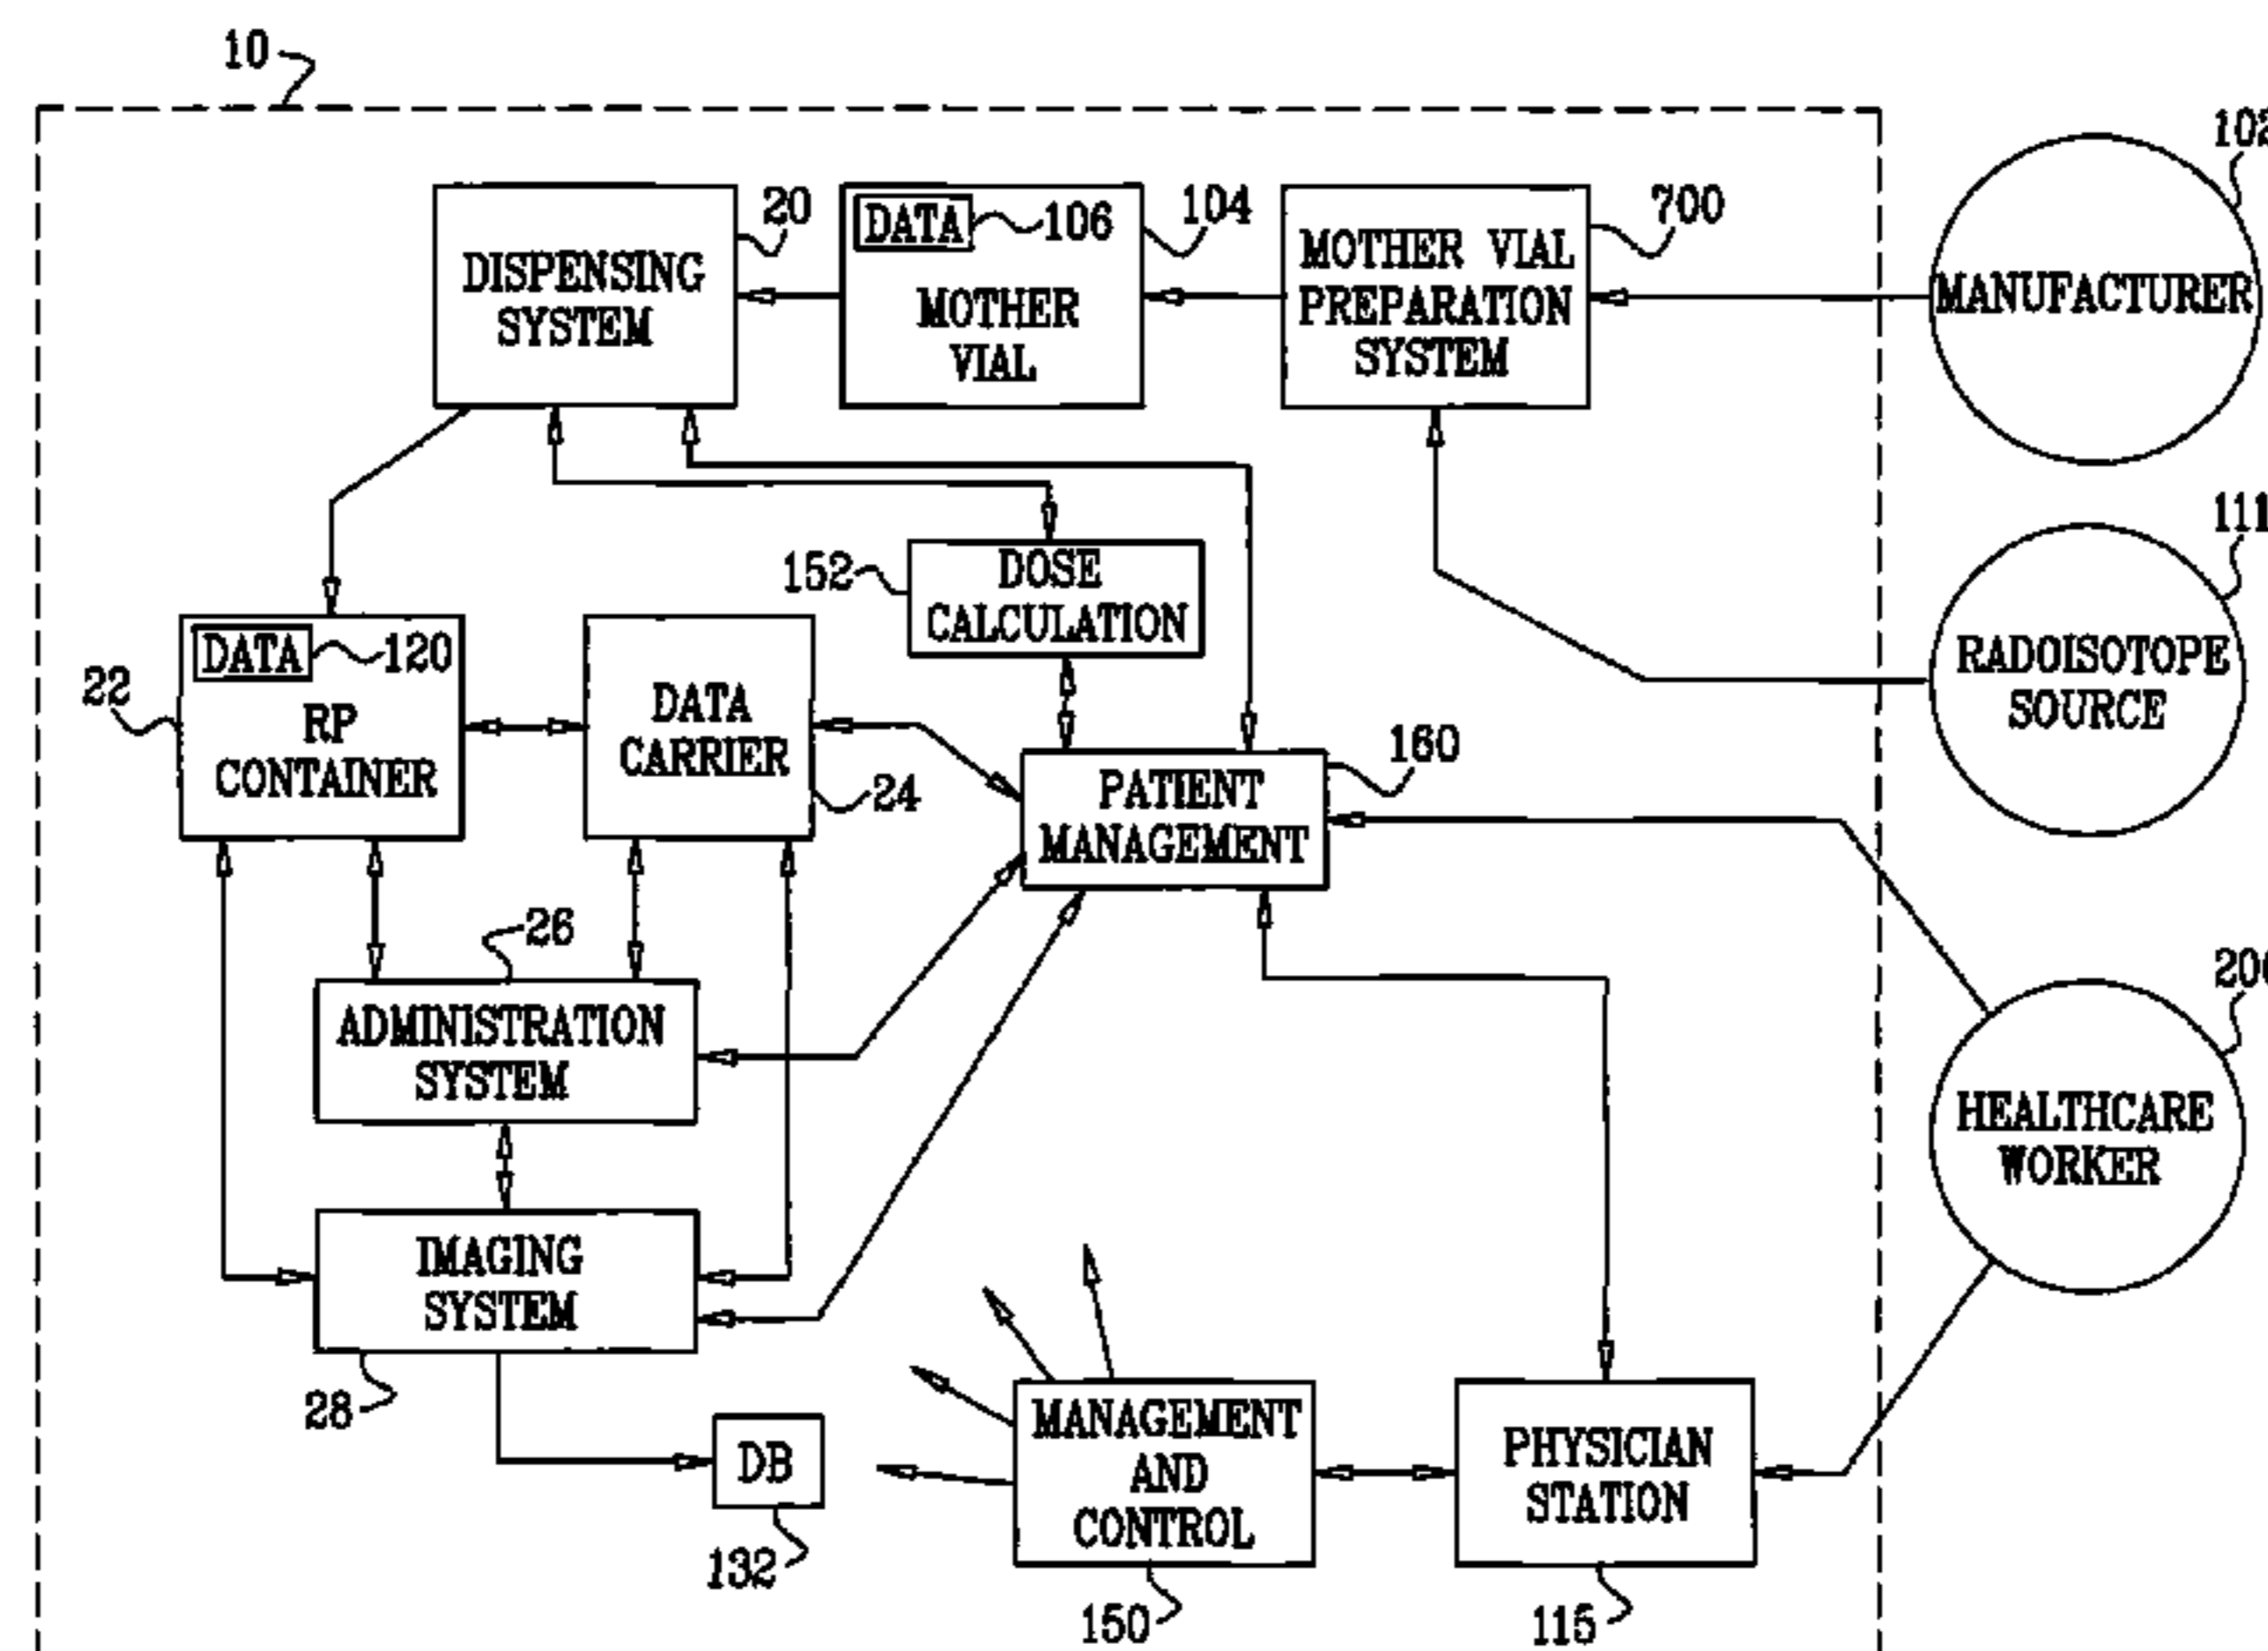 10
102
20
DATA
106
104
700
DISPENSING
SYSTEM
MOTHER
VIAL
MOTHER VIAL
PREPARATION
SYSTEM
MANUFACTURER
111
152
DOSE
CALCULATION
22
DATA
120
RP
CONTAINER
DATA
CARRIER
24
RADOISOTOPE
SOURCE
160
PATIENT
MANAGEMENT
26
ADMINISTRATION
SYSTEM
HEALTHCARE
WORKER
IMAGING
SYSTEM
28
DB
132
MANAGEMENT
AND
CONTROL
150
PHYSICIAN
STATION
115